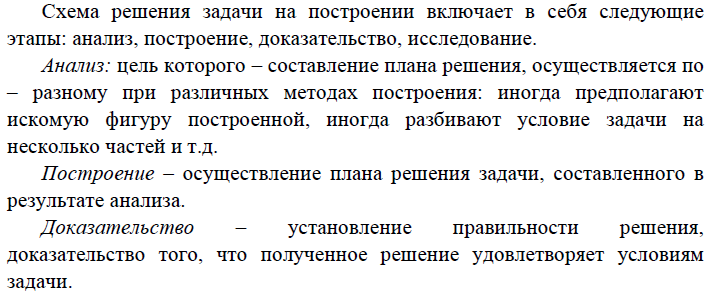 Схема решения задачи на построении включает в себя следующие
этапы: анализ, построение, доказательство, исследование.
Анализ: цель которого – составление плана решения, осуществляется по
– разному при различных методах построения: иногда предполагают
искомую фигуру построенной, иногда разбивают условие задачи на
несколько частей и т.д.
Построение – осуществление плана решения задачи, составленного в
результате анализа.
Доказательство – установление правильности решения,
доказательство того, что полученное решение удовлетворяет условиям
задачи.